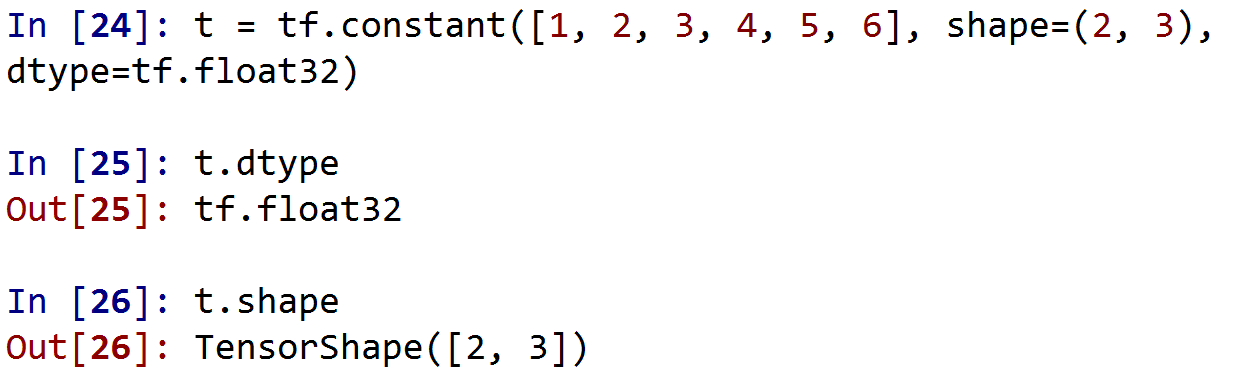 In [24]: t = tf.constant([1, 2, 3, 4, 5, 6], shape=(2, 3),
dtype=tf.float32)
In [25]: t.dtype
Out[25]: tf.float32
In [26]: t.shape
Out[26]: TensorShape([2, 3])